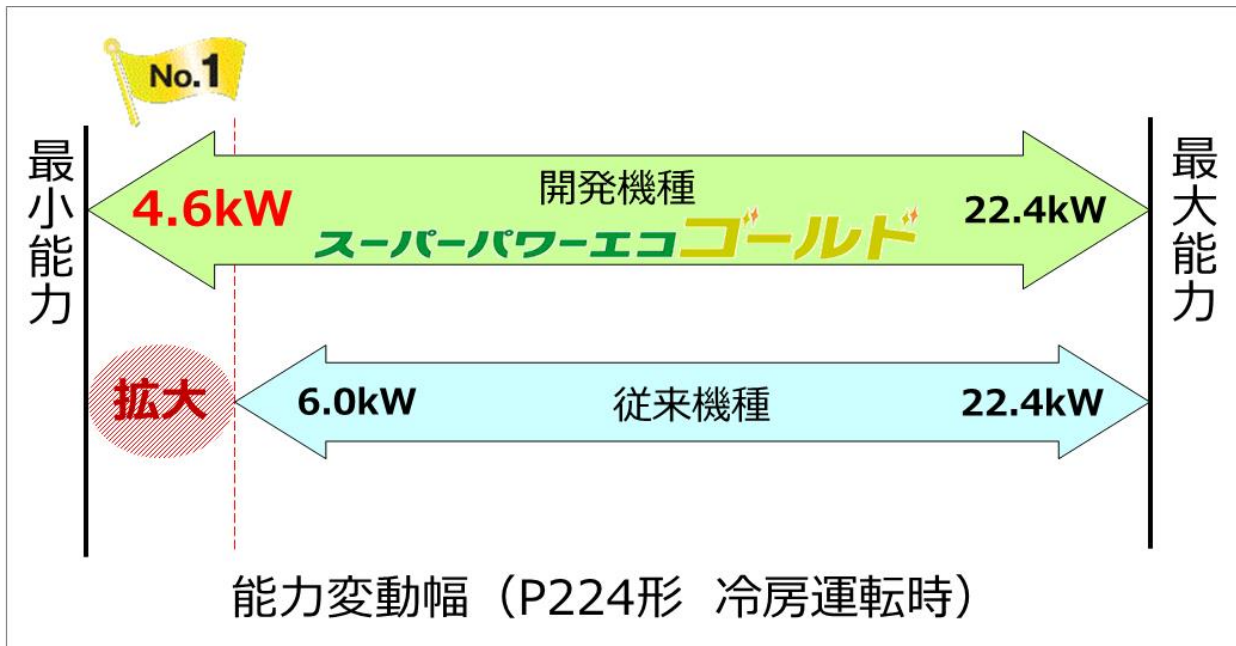 No.1
最小能力
最大能力
開発機種
4.6kW
22.4kW
スーパーパワーエコゴールド
拡大
6.0kW
従来機種
22.4kW
能力変動幅（P224形 冷房運転時）